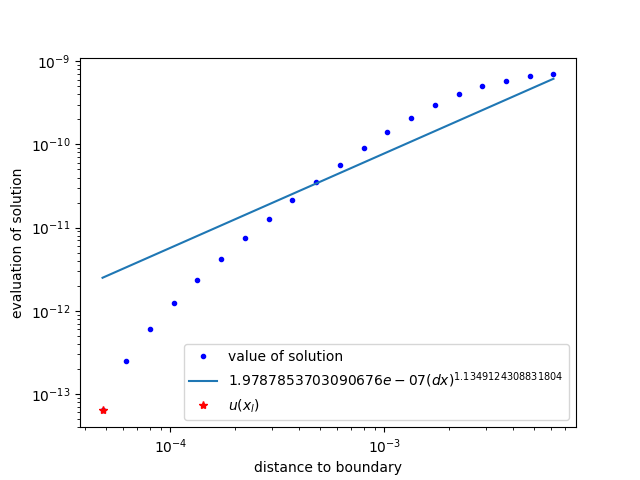 10⁻⁹
10⁻¹⁰
10⁻¹¹
10⁻¹²
10⁻¹³
evaluation of solution
value of solution
1.9787853703090676e − 07(dx)^1.1349124308831804
u(x_l)
10⁻⁴
10⁻³
distance to boundary